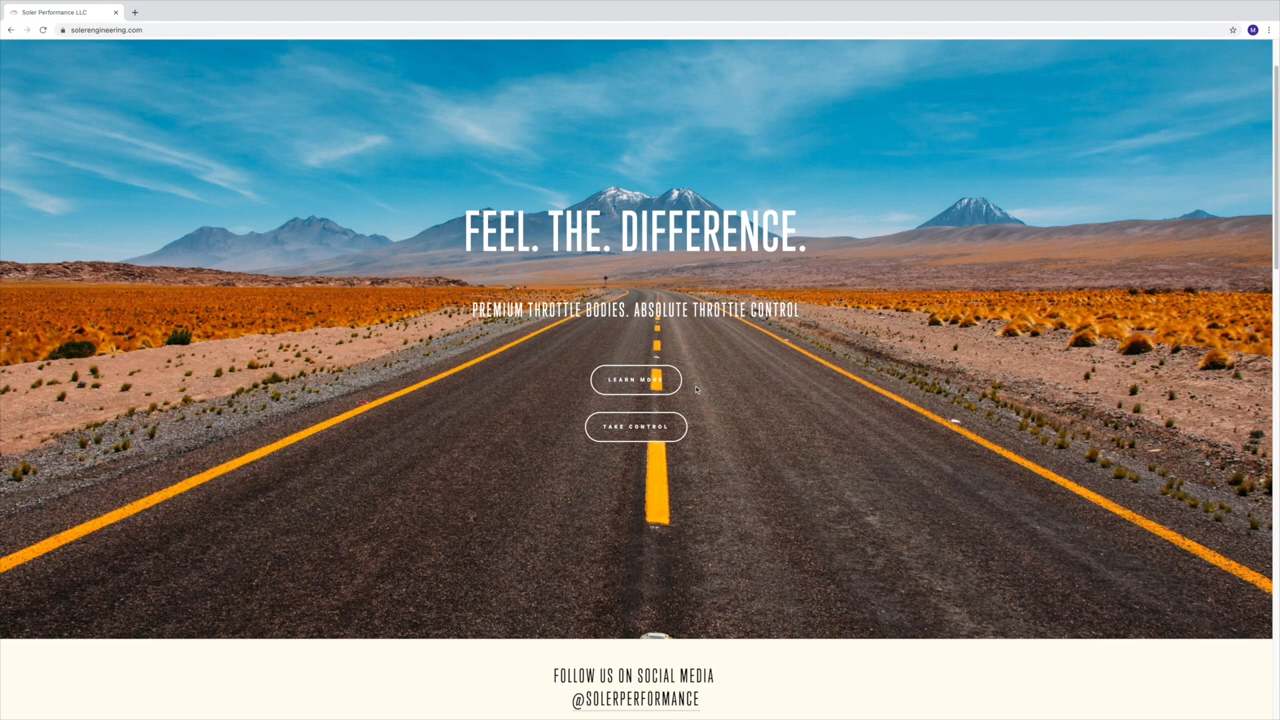 Soler Performance LLC
solerengineering.com
M
FEEL. THE. DIFFERENCE.
PREMIUM THROTTLE BODIES. ABSOLUTE THROTTLE CONTROL
LEARN MORE
TAKE CONTROL
FOLLOW US ON SOCIAL MEDIA
@SOLERPERFORMANCE